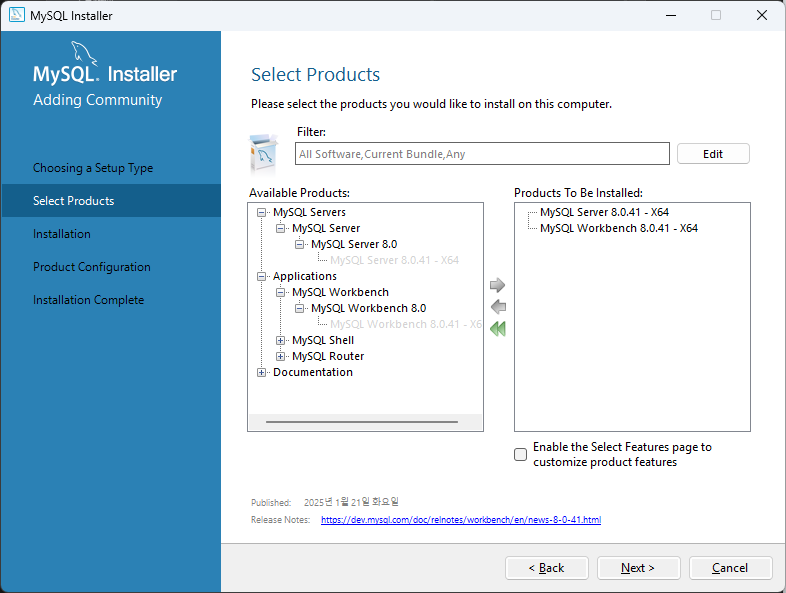 MySQL Installer
MySQL. Installer
Adding Community
Choosing a Setup Type
Select Products
Installation
Product Configuration
Installation Complete
Select Products
Please select the products you would like to install on this computer.
Filter:
All Software,Current Bundle,Any
Edit
Available Products:
MySQL Servers
MySQL Server
MySQL Server 8.0
MySQL Server 8.0.41 - X64
Applications
MySQL Workbench
MySQL Workbench 8.0
MySQL Workbench 8.0.41 - X6
MySQL Shell
MySQL Router
Documentation
Products To Be Installed:
MySQL Server 8.0.41 - X64
MySQL Workbench 8.0.41 - X64
Enable the Select Features page to
customize product features
Published: 2025년 1월 21일 화요일
Release Notes: https://dev.mysql.com/doc/relnotes/workbench/en/news-8-0-41.html
< Back
Next >
Cancel